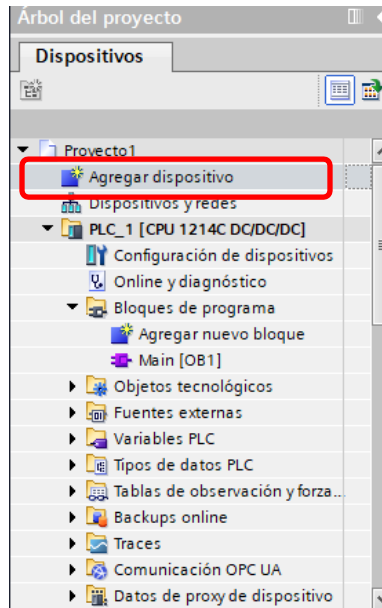 Árbol del proyecto
Dispositivos
Proyecto1
Agregar dispositivo
Dispositivos y redes
PLC_1 [CPU 1214C DC/DC/DC]
Configuración de dispositivos
Online y diagnóstico
Bloques de programa
Agregar nuevo bloque
Main [OB1]
Objetos tecnológicos
Fuentes externas
Variables PLC
Tipos de datos PLC
Tablas de observación y forza...
Backups online
Traces
Comunicación OPC UA
Datos de proxy de dispositivo